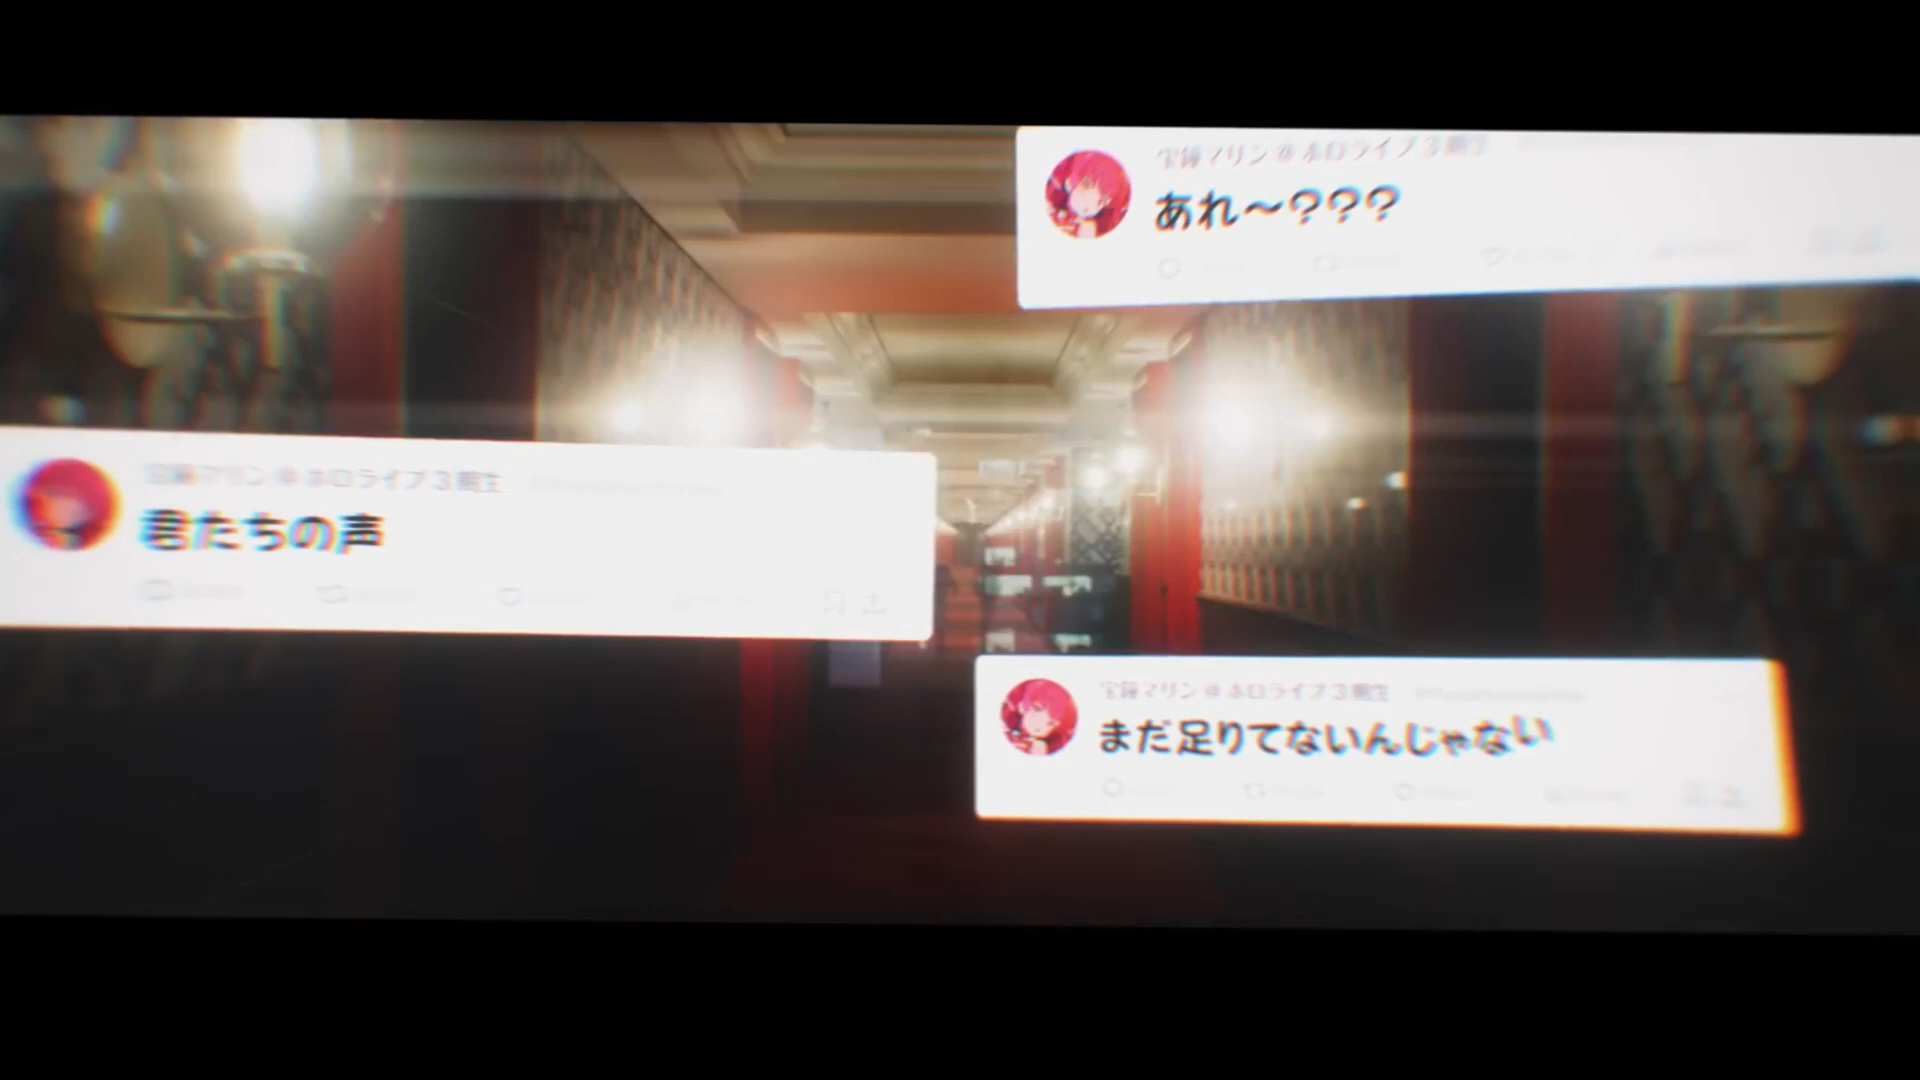 宝鐘マリン@ホロライブ3期生
あれ～???
宝鐘マリン@ホロライブ3期生
君たちの声
宝鐘マリン@ホロライブ3期生
まだ足りてないんじゃない